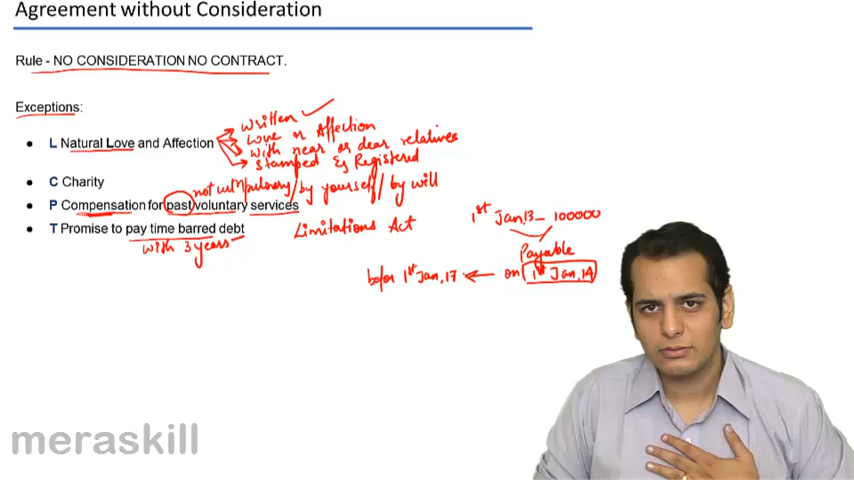 Agreement without Consideration
Rule - NO CONSIDERATION NO CONTRACT.
Exceptions:
• L Natural Love and Affection
written
Love or Affection
with near or dear relatives
Stamped & Registered
• C Charity
not compulsory / by yourself / by will
• P Compensation for past voluntary services
• T Promise to pay time barred debt
with 3 years
Limitations Act
1st Jan, 13 - 100000
Payable
on 1st Jan, 14
befor 1st Jan, 17
meraskill